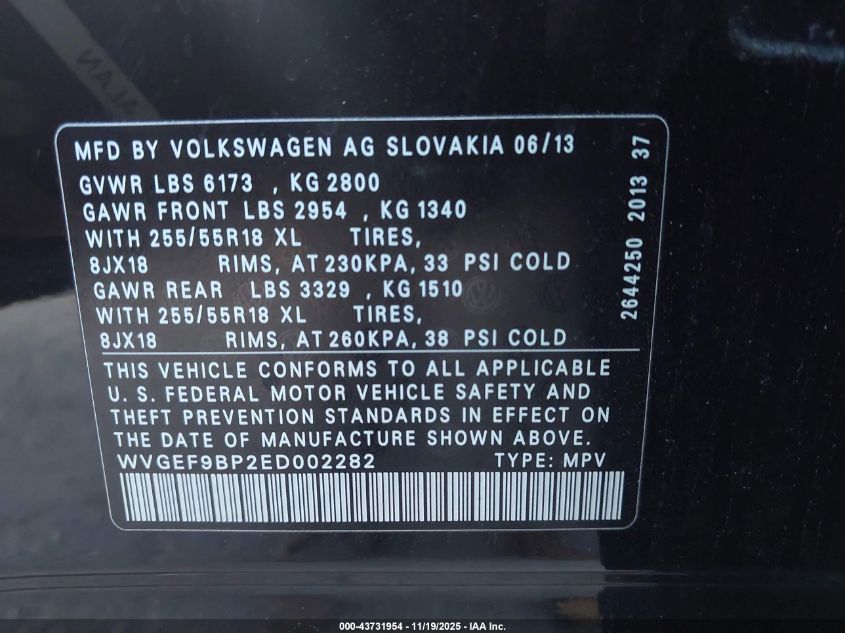 MFD BY VOLKSWAGEN AG SLOVAKIA 06/13
GVWR LBS 6173 , KG 2800
GAWR FRONT LBS 2954 , KG 1340
WITH 255/55R18 XL TIRES,
8JX18 RIMS, AT 230KPA, 33 PSI COLD
GAWR REAR LBS 3329 , KG 1510
WITH 255/55R18 XL TIRES,
8JX18 RIMS, AT 260KPA, 38 PSI COLD
THIS VEHICLE CONFORMS TO ALL APPLICABLE
U. S. FEDERAL MOTOR VEHICLE SAFETY AND
THEFT PREVENTION STANDARDS IN EFFECT ON
THE DATE OF MANUFACTURE SHOWN ABOVE.
WVGEF9BP2ED002282 TYPE: MPV
2644250 2013 37
000-43731954 - 11/19/2025 - IAA Inc.